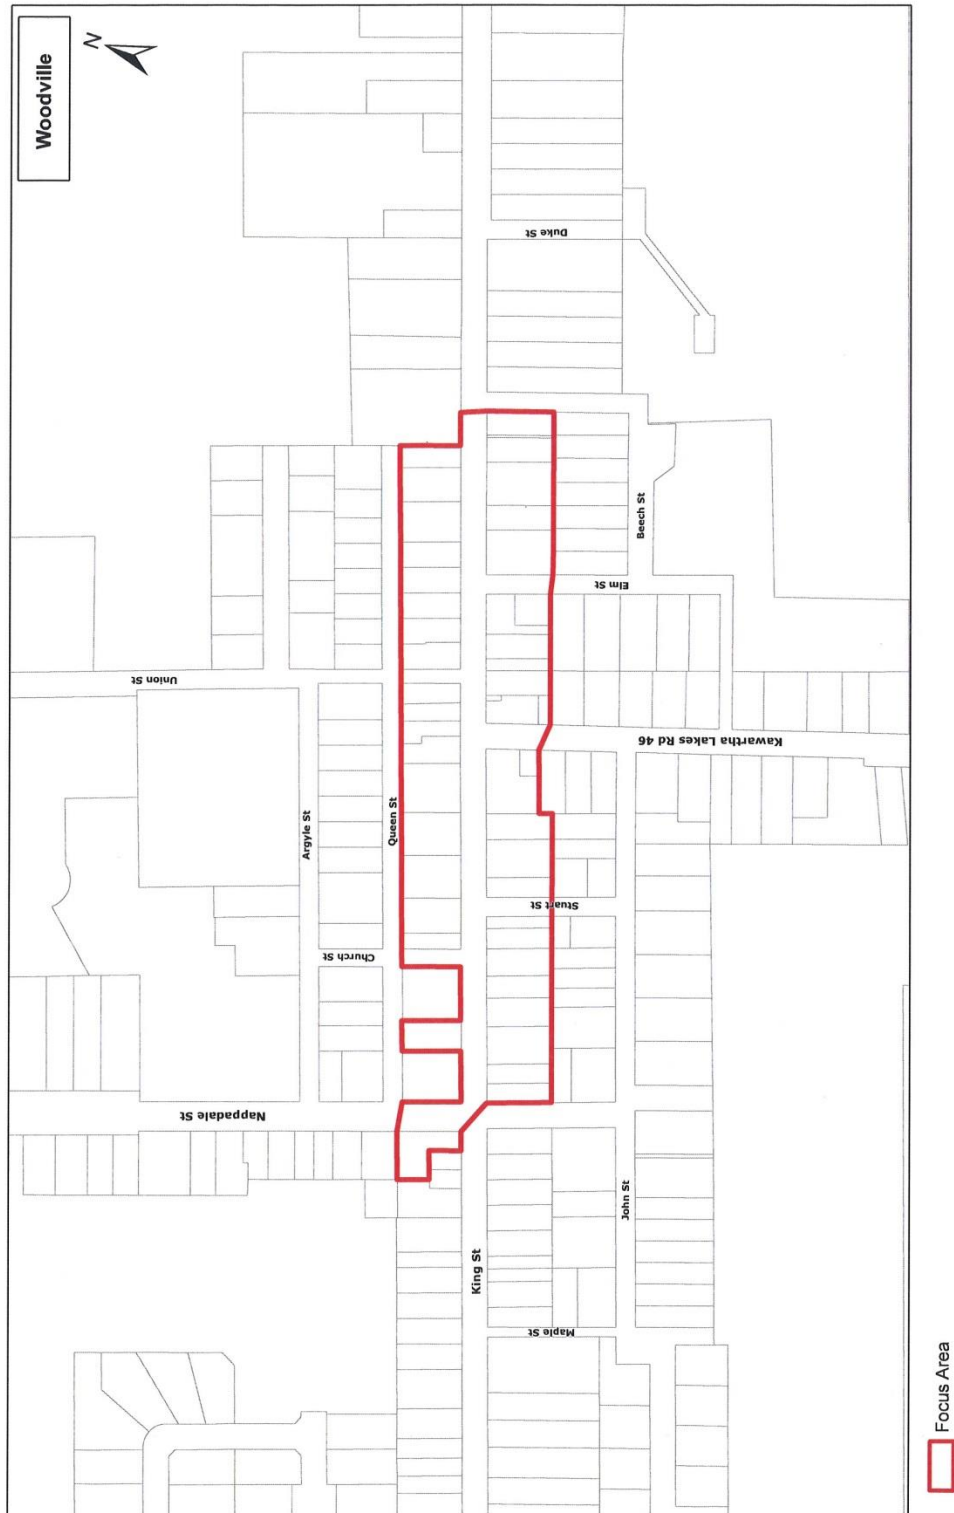 Woodville
N
Duke St
Beech St
Elm St
Union St
Kawartha Lakes Rd 46
Argyle St
Queen St
Stuart St
Church St
Nappadale St
John St
King St
Maple St
Focus Area